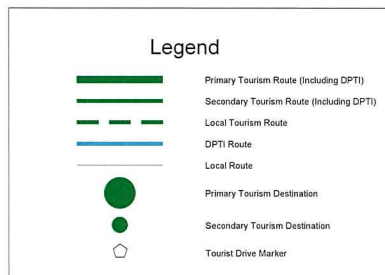 Legend
Primary Tourism Route (Including DPTI)
Secondary Tourism Route (Including DPTI)
Local Tourism Route
DPTI Route
Local Route
Primary Tourism Destination
Secondary Tourism Destination
Tourist Drive Marker